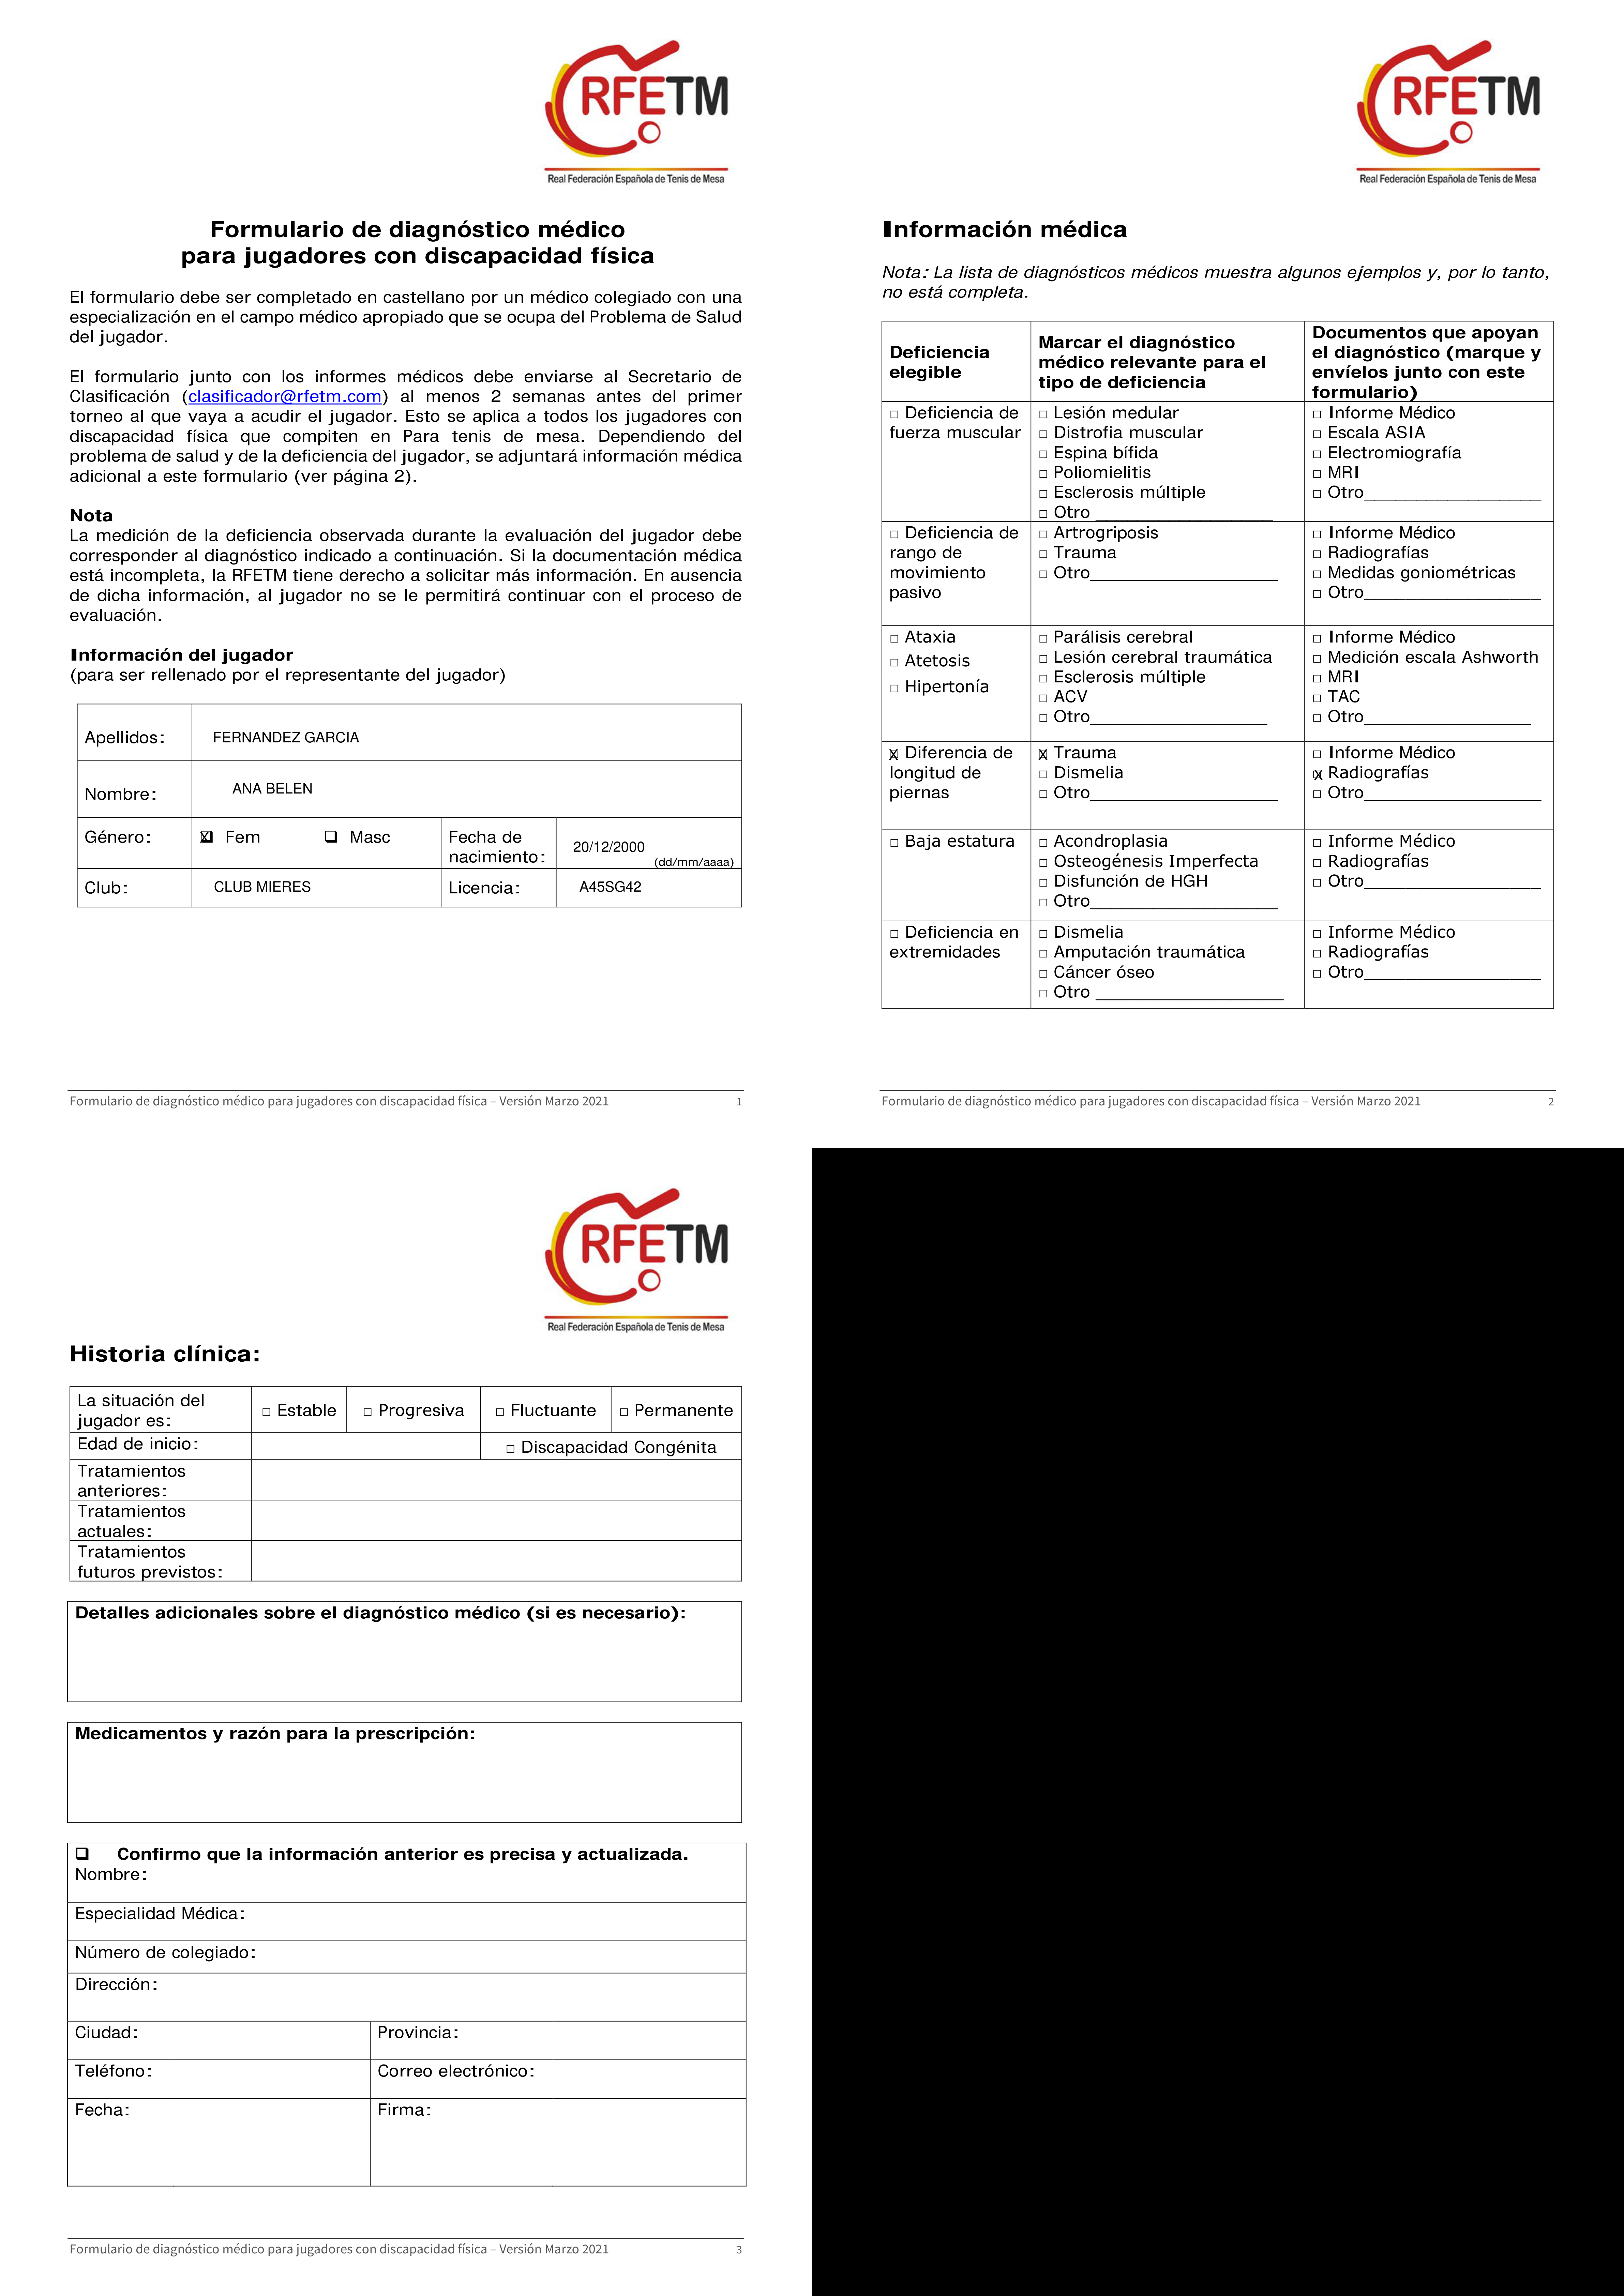 RFETM
Real Federación Española de Tenis de Mesa
Formulario de diagnóstico médico
para jugadores con discapacidad física
El formulario debe ser completado en castellano por un médico colegiado con una
especialización en el campo médico apropiado que se ocupa del Problema de Salud
del jugador.
El formulario junto con los informes médicos debe enviarse al Secretario de
Clasificación (clasificador@rfetm.com) al menos 2 semanas antes del primer
torneo al que vaya a acudir el jugador. Esto se aplica a todos los jugadores con
discapacidad física que compiten en Para tenis de mesa. Dependiendo del
problema de salud y de la deficiencia del jugador, se adjuntará información médica
adicional a este formulario (ver página 2).
Nota
La medición de la deficiencia observada durante la evaluación del jugador debe
corresponder al diagnóstico indicado a continuación. Si la documentación médica
está incompleta, la RFETM tiene derecho a solicitar más información. En ausencia
de dicha información, al jugador no se le permitirá continuar con el proceso de
evaluación.
Información del jugador
(para ser rellenado por el representante del jugador)
Apellidos: FERNANDEZ GARCIA
Nombre: ANA BELEN
Género: ☒ Fem ❑ Masc Fecha de
nacimiento: 20/12/2000 (dd/mm/aaaa)
Club: CLUB MIERES Licencia: A45SG42
Formulario de diagnóstico médico para jugadores con discapacidad física – Versión Marzo 2021 1
RFETM
Real Federación Española de Tenis de Mesa
Información médica
Nota: La lista de diagnósticos médicos muestra algunos ejemplos y, por lo tanto,
no está completa.
Deficiencia
elegible
Marcar el diagnóstico
médico relevante para el
tipo de deficiencia
Documentos que apoyan
el diagnóstico (marque y
envíelos junto con este
formulario)
□ Deficiencia de
fuerza muscular
□ Lesión medular
□ Distrofia muscular
□ Espina bífida
□ Poliomielitis
□ Esclerosis múltiple
□ Otro ____________________
□ Informe Médico
□ Escala ASIA
□ Electromiografía
□ MRI
□ Otro____________________
□ Deficiencia de
rango de
movimiento
pasivo
□ Artrogriposis
□ Trauma
□ Otro____________________
□ Informe Médico
□ Radiografías
□ Medidas goniométricas
□ Otro____________________
□ Ataxia
□ Atetosis
□ Hipertonía
□ Parálisis cerebral
□ Lesión cerebral traumática
□ Esclerosis múltiple
□ ACV
□ Otro____________________
□ Informe Médico
□ Medición escala Ashworth
□ MRI
□ TAC
□ Otro____________________
☒ Diferencia de
longitud de
piernas
☒ Trauma
□ Dismelia
□ Otro____________________
□ Informe Médico
☒ Radiografías
□ Otro____________________
□ Baja estatura
□ Acondroplasia
□ Osteogénesis Imperfecta
□ Disfunción de HGH
□ Otro____________________
□ Informe Médico
□ Radiografías
□ Otro____________________
□ Deficiencia en
extremidades
□ Dismelia
□ Amputación traumática
□ Cáncer óseo
□ Otro ____________________
□ Informe Médico
□ Radiografías
□ Otro____________________
Formulario de diagnóstico médico para jugadores con discapacidad física – Versión Marzo 2021 2
RFETM
Real Federación Española de Tenis de Mesa
Historia clínica:
La situación del
jugador es: □ Estable □ Progresiva □ Fluctuante □ Permanente
Edad de inicio: □ Discapacidad Congénita
Tratamientos
anteriores:
Tratamientos
actuales:
Tratamientos
futuros previstos:
Detalles adicionales sobre el diagnóstico médico (si es necesario):
Medicamentos y razón para la prescripción:
❑ Confirmo que la información anterior es precisa y actualizada.
Nombre:
Especialidad Médica:
Número de colegiado:
Dirección:
Ciudad: Provincia:
Teléfono: Correo electrónico:
Fecha: Firma:
Formulario de diagnóstico médico para jugadores con discapacidad física – Versión Marzo 2021 3